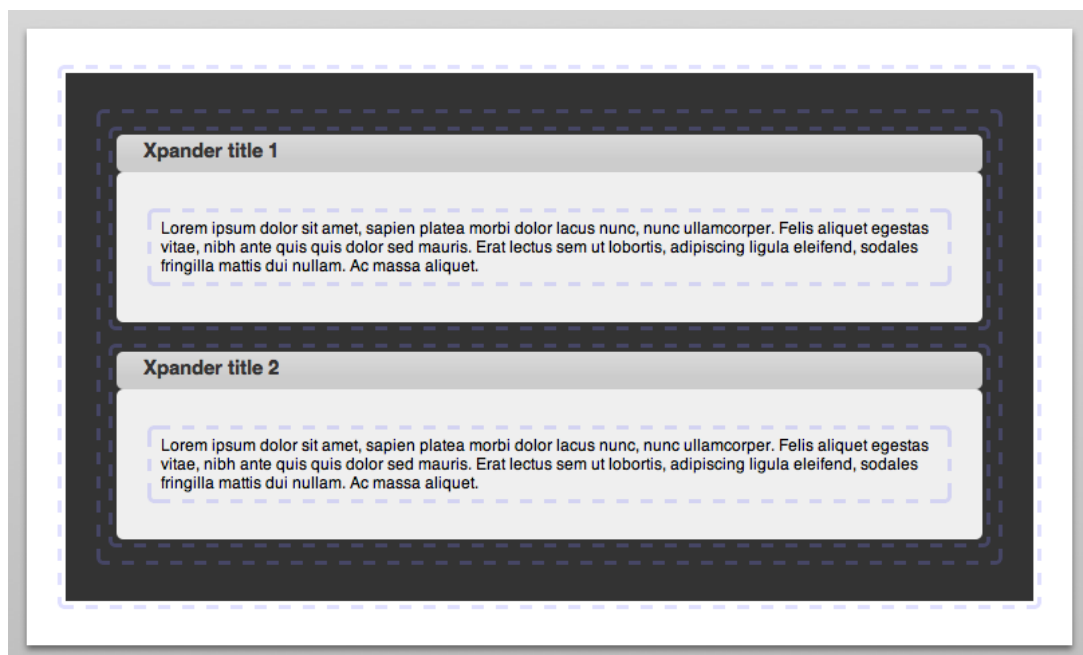 Xpander title 1
Lorem ipsum dolor sit amet, sapien platea morbi dolor lacus nunc, nunc ullamcorper. Felis aliquet egestas
vitae, nibh ante quis quis dolor sed mauris. Erat lectus sem ut lobortis, adipiscing ligula eleifend, sodales
fringilla mattis dui nullam. Ac massa aliquet.
Xpander title 2
Lorem ipsum dolor sit amet, sapien platea morbi dolor lacus nunc, nunc ullamcorper. Felis aliquet egestas
vitae, nibh ante quis quis dolor sed mauris. Erat lectus sem ut lobortis, adipiscing ligula eleifend, sodales
fringilla mattis dui nullam. Ac massa aliquet.